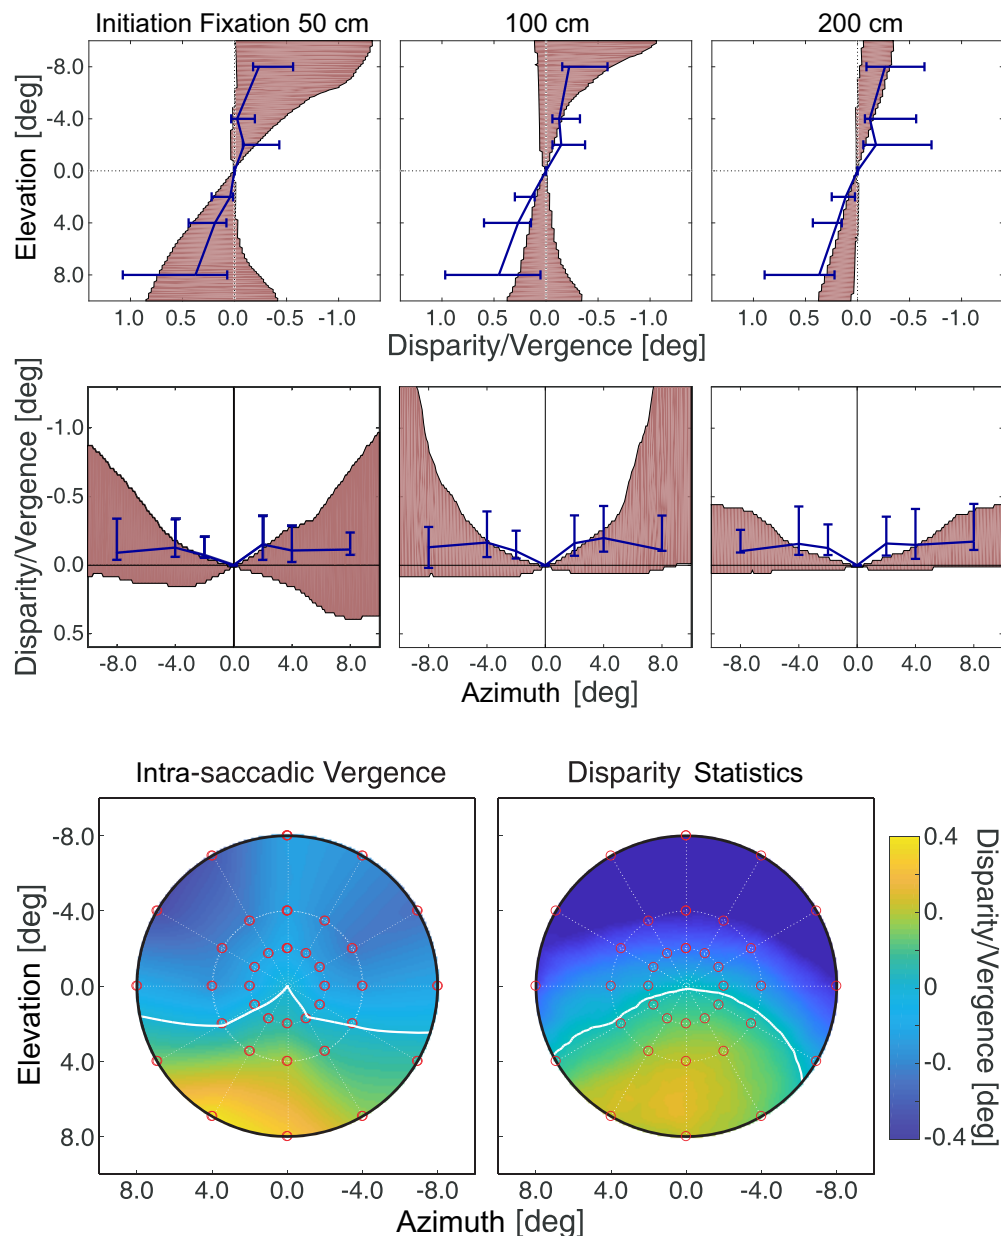 Initiation Fixation 50 cm
100 cm
200 cm
Elevation [deg]
-8.0
-4.0
0.0
4.0
8.0
1.0 0.5 0.0 -0.5 -1.0
1.0 0.5 0.0 -0.5 -1.0
1.0 0.5 0.0 -0.5 -1.0
Disparity/Vergence [deg]
Disparity/Vergence [deg]
-1.0
-0.5
0.0
0.5
-8.0 -4.0 0.0 4.0 8.0
-8.0 -4.0 0.0 4.0 8.0
-8.0 -4.0 0.0 4.0 8.0
Azimuth [deg]
Intra-saccadic Vergence
Disparity Statistics
Elevation [deg]
-8.0
-4.0
0.0
4.0
8.0
8.0 4.0 0.0 -4.0 -8.0
8.0 4.0 0.0 -4.0 -8.0
Azimuth [deg]
0.4
0.
0
-0.
-0.4
Disparity/Vergence [deg]